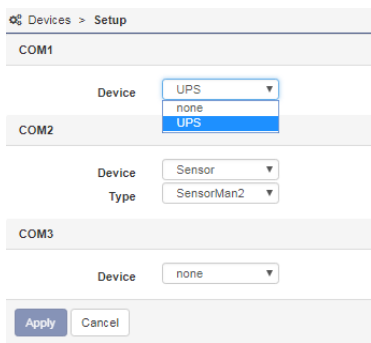 Devices > Setup
COM1
Device UPS
none
UPS
COM2
Device Sensor
Type SensorMan2
COM3
Device none
Apply Cancel